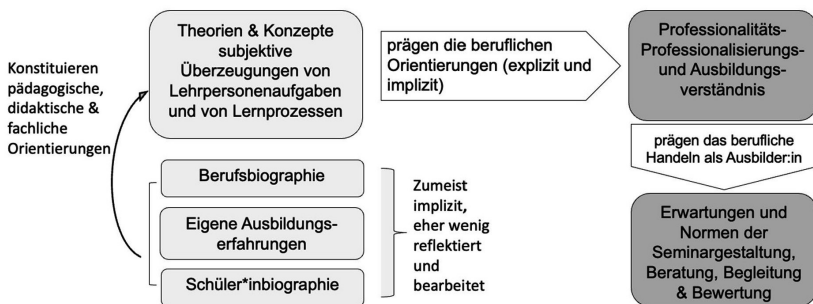 Theorien & Konzepte
subjektive
Überzeugungen von
Lehrpersonenaufgaben
und von Lernprozessen
prägen die beruflichen
Orientierungen (explizit und
implizit)
Professionalitäts-
Professionalisierungs-
und Ausbildungs-
verständnis
Konstituieren
pädagogische,
didaktische &
fachliche
Orientierungen
prägen das berufliche
Handeln als Ausbilder:in
Berufsbiographie
Eigene Ausbildungs-
erfahrungen
Schüler*inbiographie
Zumeist
implizit,
eher wenig
reflektiert
und
bearbeitet
Erwartungen und
Normen der
Seminargestaltung,
Beratung, Begleitung
& Bewertung